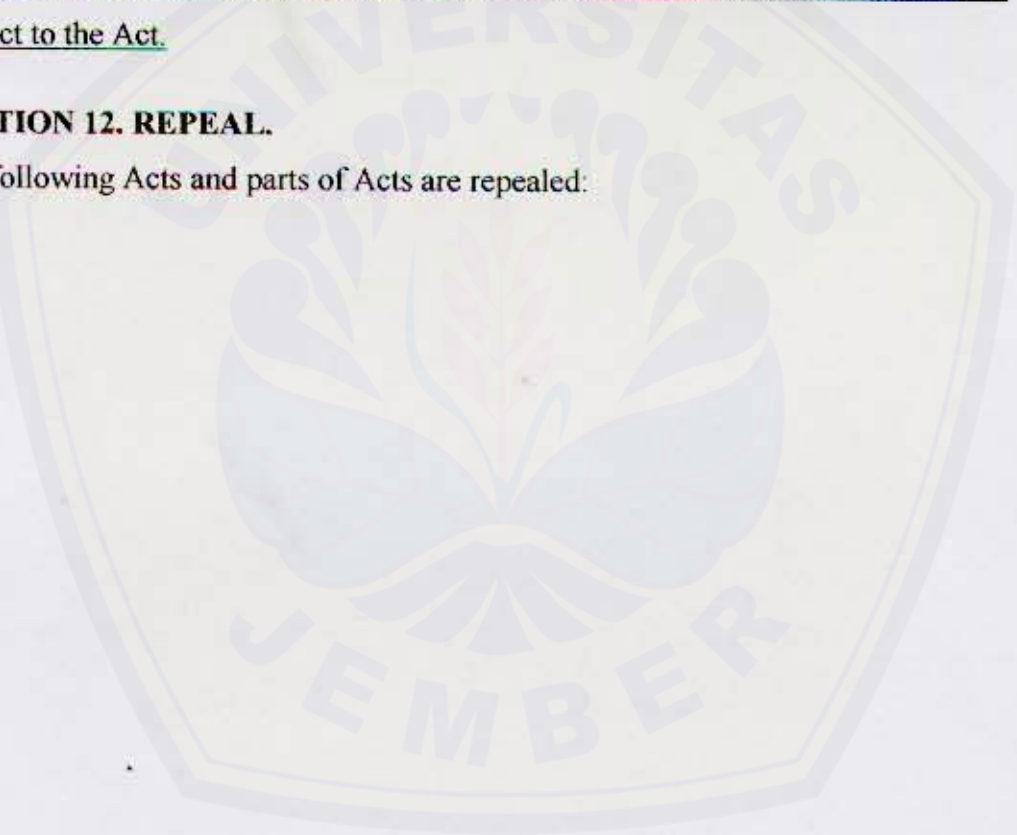 ct to the Act.
TION 12. REPEAL.
ollowing Acts and parts of Acts are repealed:
UNIVERSITAS
JEMBER